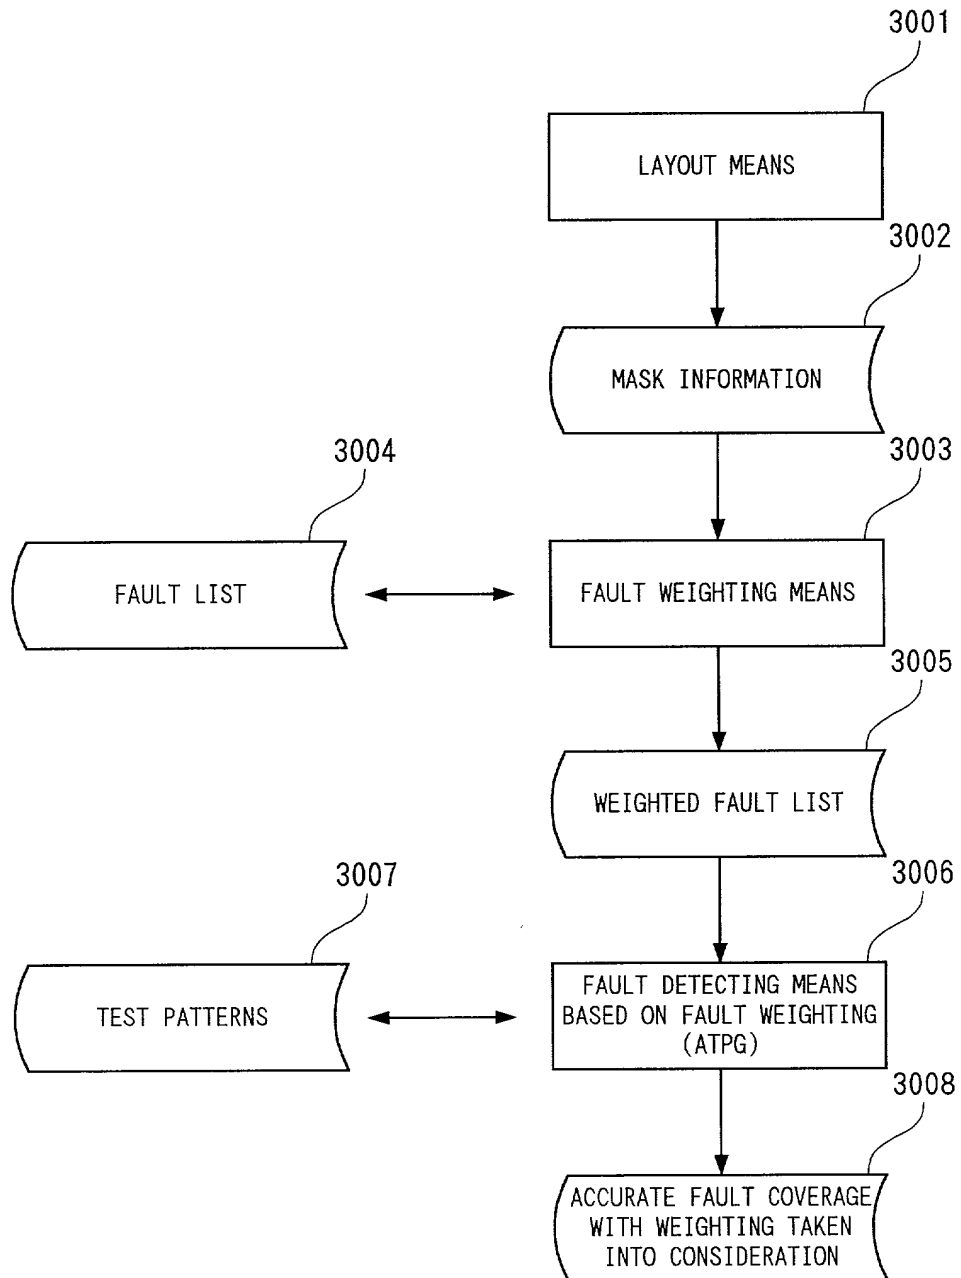 3001
LAYOUT MEANS
3002
MASK INFORMATION
3004
3003
FAULT LIST
FAULT WEIGHTING MEANS
3005
WEIGHTED FAULT LIST
3007
3006
TEST PATTERNS
FAULT DETECTING MEANS
BASED ON FAULT WEIGHTING
(ATPG)
3008
ACCURATE FAULT COVERAGE
WITH WEIGHTING TAKEN
INTO CONSIDERATION